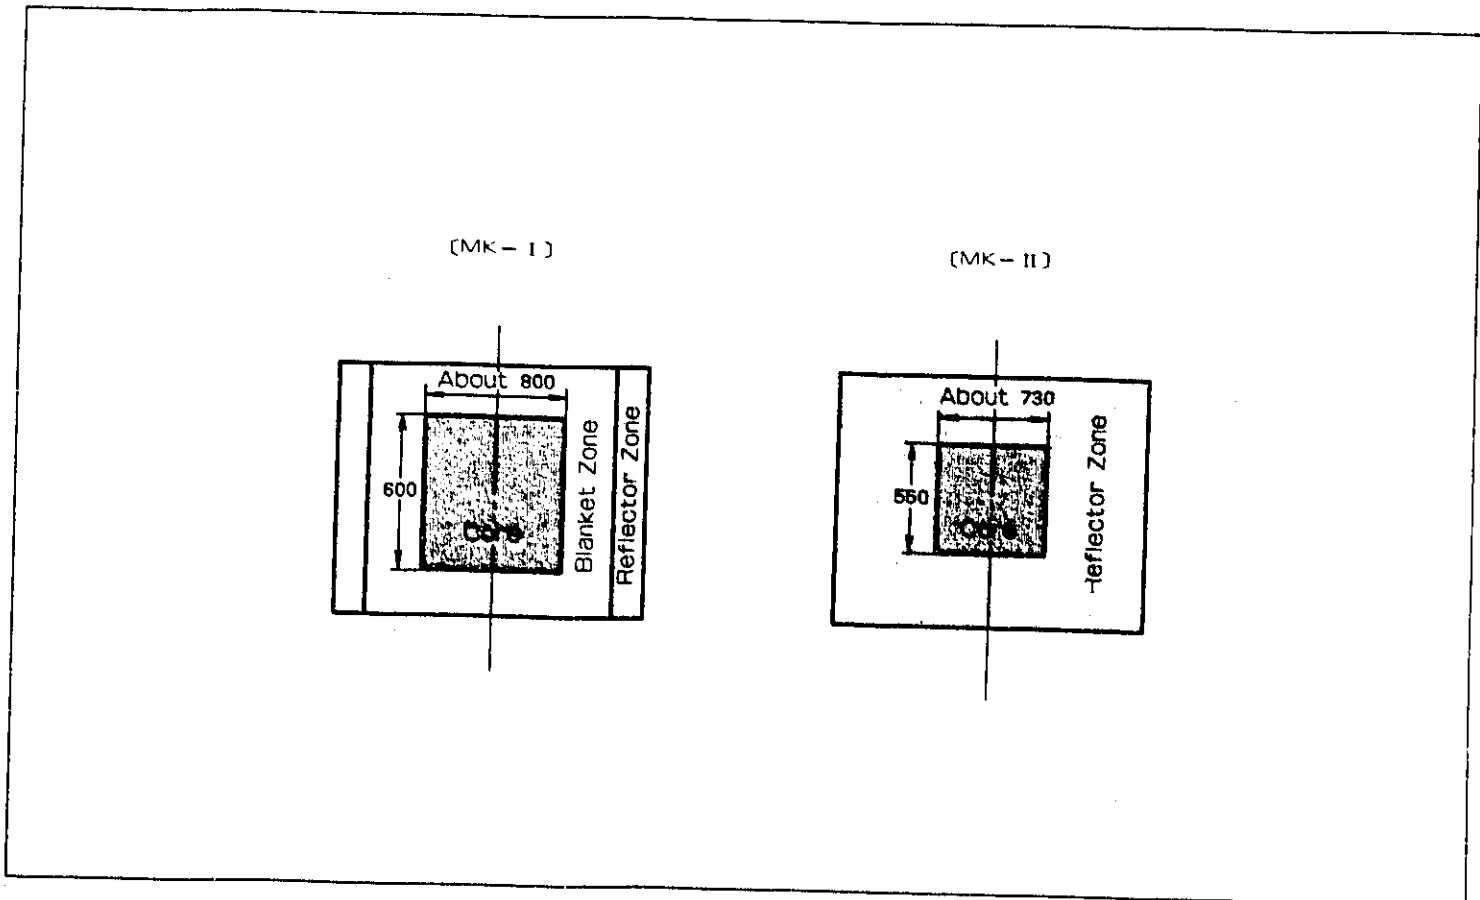 (MK-I)
About 800
600
Core
Blanket Zone
Reflector Zone
(MK-II)
About 730
550
Core
Reflector Zone